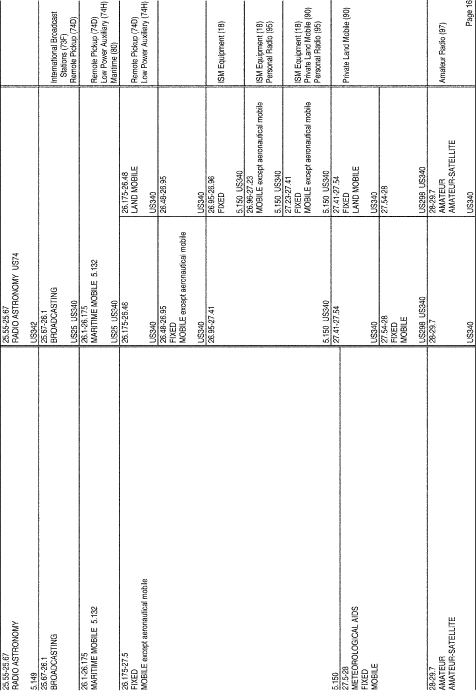 25.55-25.67
RADIO ASTRONOMY
5.149
25.67-26.1
BROADCASTING
26.1-26.175
MARITIME MOBILE 5.132
26.175-27.5
FIXED
MOBILE except aeronautical mobile
5.150
27.5-28
METEOROLOGICAL AIDS
FIXED
MOBILE
28-29.7
AMATEUR
AMATEUR-SATELLITE
25.55-25.67
RADIO ASTRONOMY US74
US342
25.67-26.1
BROADCASTING
US25 US340
26.1-26.175
MARITIME MOBILE 5.132
US25 US340
26.175-26.48
US340
26.48-26.95
FIXED
MOBILE except aeronautical mobile
US340
26.95-27.41
5.150 US340
27.41-27.54
US340
27.54-28
FIXED
MOBILE
US298 US340
28-29.7
US340
26.175-26.48
LAND MOBILE
US340
26.48-26.95
US340
26.95-26.96
FIXED
5.150 US340
26.96-27.23
MOBILE except aeronautical mobile
5.150 US340
27.23-27.41
FIXED
MOBILE except aeronautical mobile
5.150 US340
27.41-27.54
FIXED
LAND MOBILE
US340
27.54-28
US298 US340
28-29.7
AMATEUR
AMATEUR-SATELLITE
US340
International Broadcast
Stations (73F)
Remote Pickup (74D)
Remote Pickup (74D)
Low Power Auxiliary (74H)
Maritime (80)
Remote Pickup (74D)
Low Power Auxiliary (74H)
ISM Equipment (18)
ISM Equipment (18)
Personal Radio (95)
ISM Equipment (18)
Private Land Mobile (90)
Personal Radio (95)
Private Land Mobile (90)
Amateur Radio (97)
Page 16